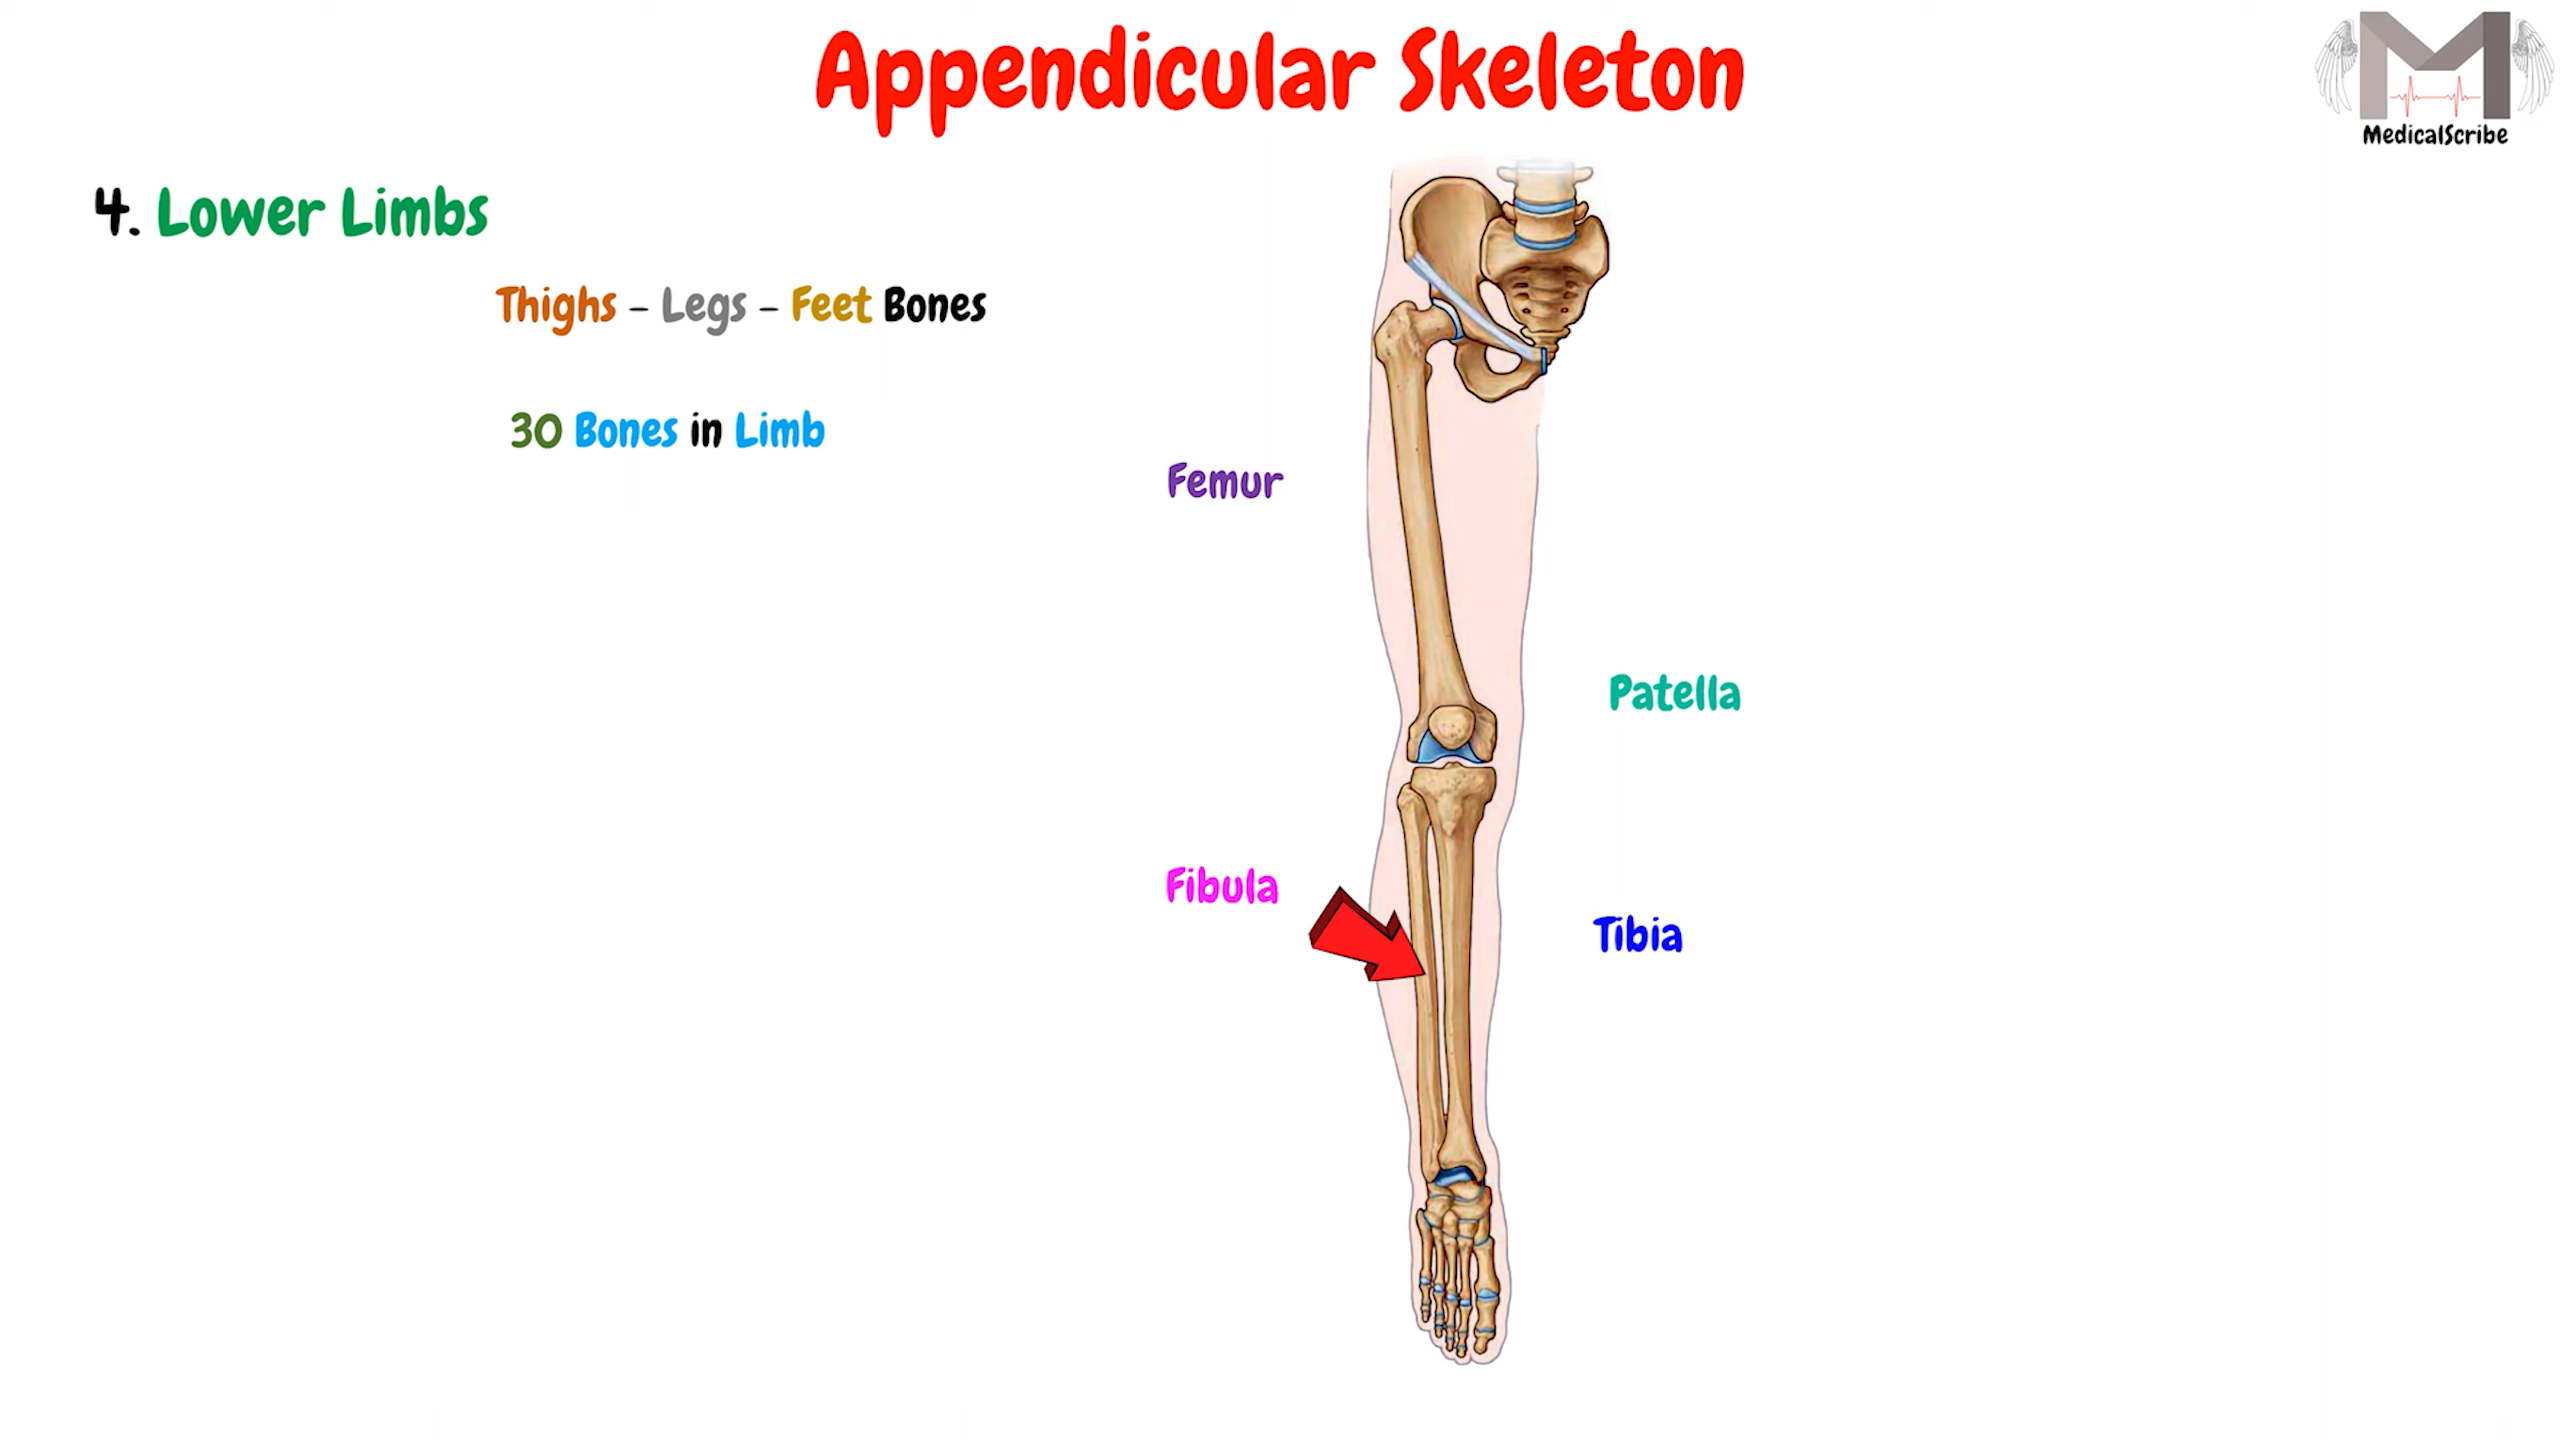 Appendicular Skeleton
MedicalScribe
4. Lower Limbs
Thighs - Legs - Feet Bones
30 Bones in Limb
Femur
Patella
Fibula
Tibia